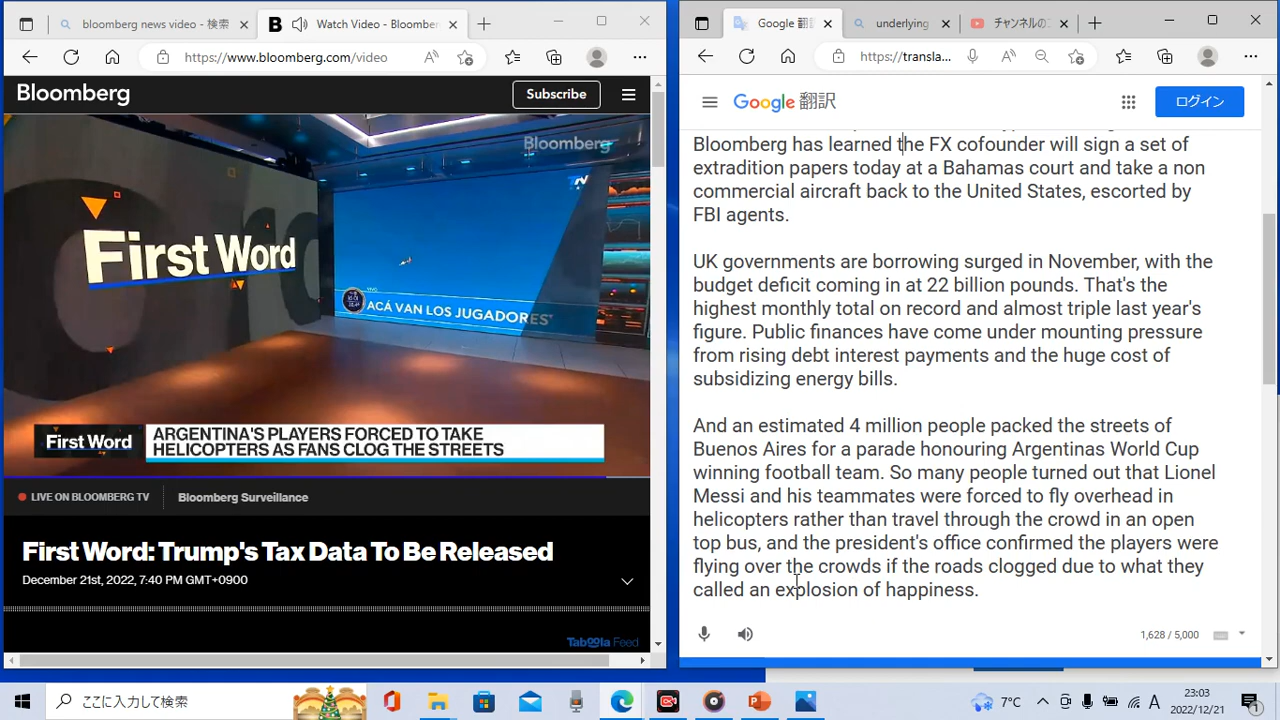 bloomberg news video - 検索
Watch Video - Bloomber
https://www.bloomberg.com/video
Bloomberg
Subscribe
Bloomberg
First Word
VIVO
ACÁ VAN LOS JUGADORES"
First Word
ARGENTINA'S PLAYERS FORCED TO TAKE
HELICOPTERS AS FANS CLOG THE STREETS
LIVE ON BLOOMBERG TV
Bloomberg Surveillance
First Word: Trump's Tax Data To Be Released
December 21st, 2022, 7:40 PM GMT+0900
Taboola Feed
Google 翻訳
underlying
チャンネルのコ
https://transla...
Google 翻訳
ログイン
Bloomberg has learned the FX cofounder will sign a set of
extradition papers today at a Bahamas court and take a non
commercial aircraft back to the United States, escorted by
FBI agents.
UK governments are borrowing surged in November, with the
budget deficit coming in at 22 billion pounds. That's the
highest monthly total on record and almost triple last year's
figure. Public finances have come under mounting pressure
from rising debt interest payments and the huge cost of
subsidizing energy bills.
And an estimated 4 million people packed the streets of
Buenos Aires for a parade honouring Argentinas World Cup
winning football team. So many people turned out that Lionel
Messi and his teammates were forced to fly overhead in
helicopters rather than travel through the crowd in an open
top bus, and the president's office confirmed the players were
flying over the crowds if the roads clogged due to what they
called an explosion of happiness.
1,628 / 5,000
ここに入力して検索
7°C
A
23:03
2022/12/21